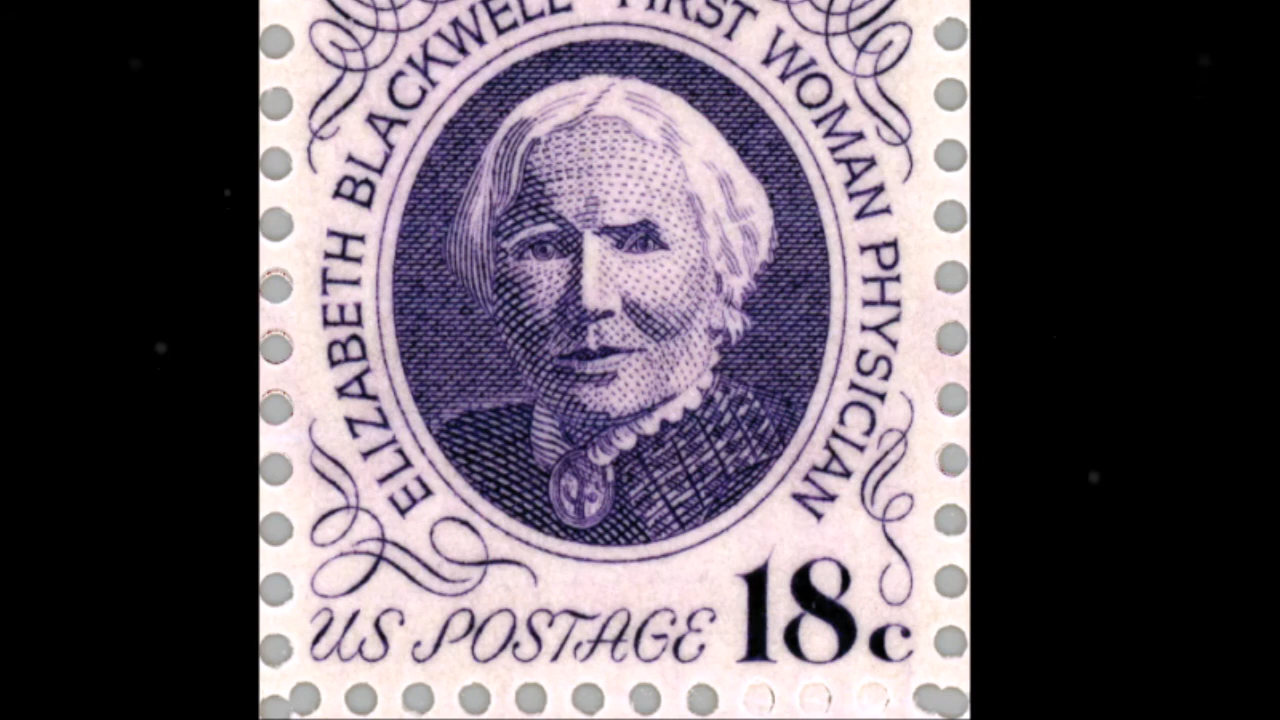 ELIZABETH BLACKWELL FIRST WOMAN PHYSICIAN
US POSTAGE 18c